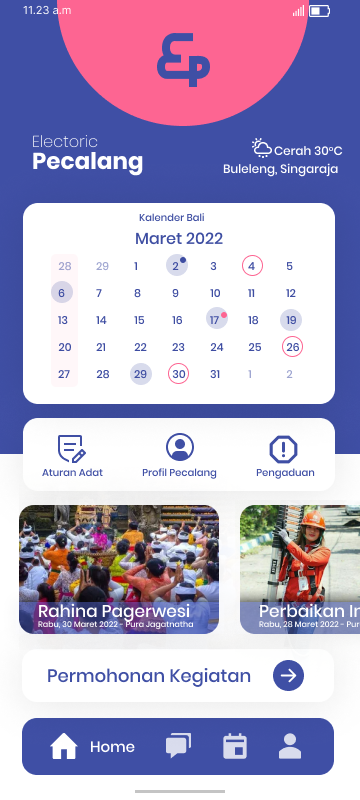 11.23 a.m
Ep
Electoric
Pecalang
Cerah 30°C
Buleleng, Singaraja
Kalender Bali
Maret 2022
28 29 1 2 3 4 5
6 7 8 9 10 11 12
13 14 15 16 17 18 19
20 21 22 23 24 25 26
27 28 29 30 31 1 2
Aturan Adat Profil Pecalang Pengaduan
Rahina Pagerwesi
Rabu, 30 Maret 2022 - Pura Jagatnatha
Perbaikan In
Rabu, 28 Maret 2022 - Pur
Permohonan Kegiatan
Home